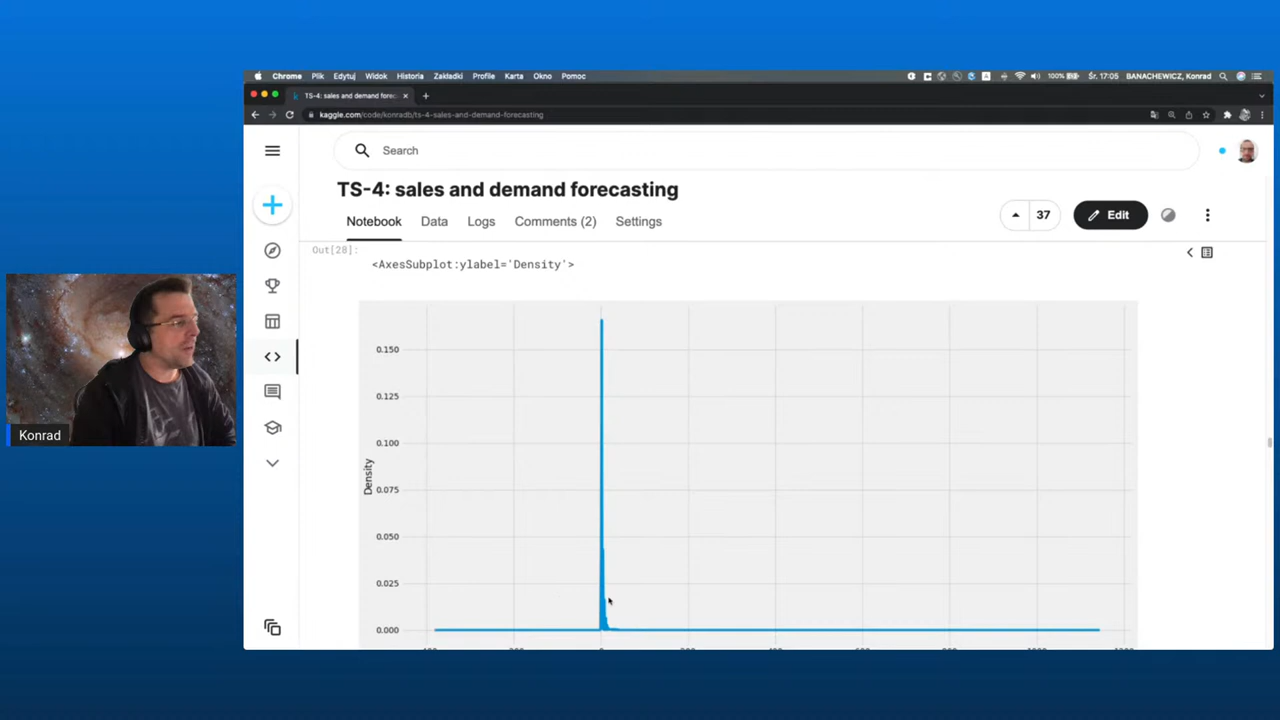 Chrome Plik Edytuj Widok Historia Zakładki Profile Karta Okno Pomoc
100% Śr. 17:05 BANACHEWICZ, Konrad
TS-4: sales and demand forec
kaggle.com/code/konradb/ts-4-sales-and-demand-forecasting
Search
TS-4: sales and demand forecasting
37
Edit
Notebook Data Logs Comments (2) Settings
Out[28]:
<AxesSubplot:ylabel='Density'>
0.150
0.125
0.100
0.075
0.050
0.025
0.000
Density
Konrad